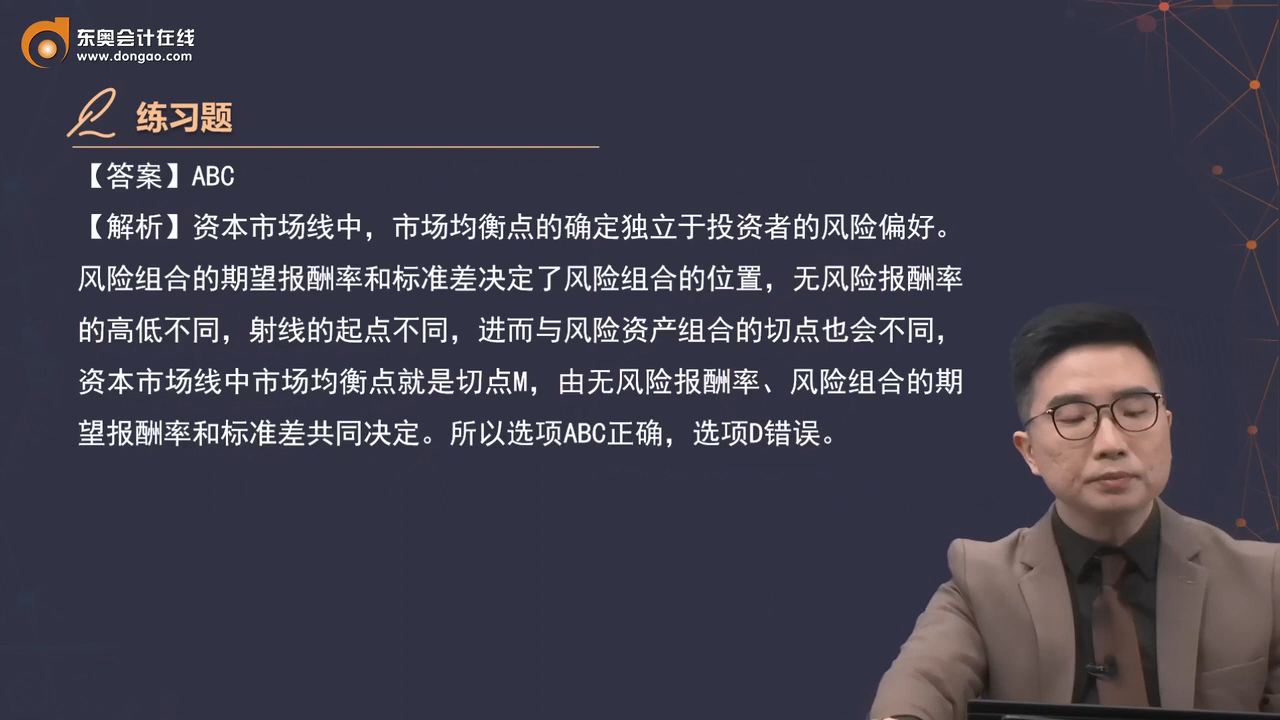 东奥会计在线
www.dongao.com
练习题
【答案】ABC
【解析】资本市场线中，市场均衡点的确定独立于投资者的风险偏好。
风险组合的期望报酬率和标准差决定了风险组合的位置，无风险报酬率
的高低不同，射线的起点不同，进而与风险资产组合的切点也会不同，
资本市场线中市场均衡点就是切点M，由无风险报酬率、风险组合的期
望报酬率和标准差共同决定。所以选项ABC正确，选项D错误。